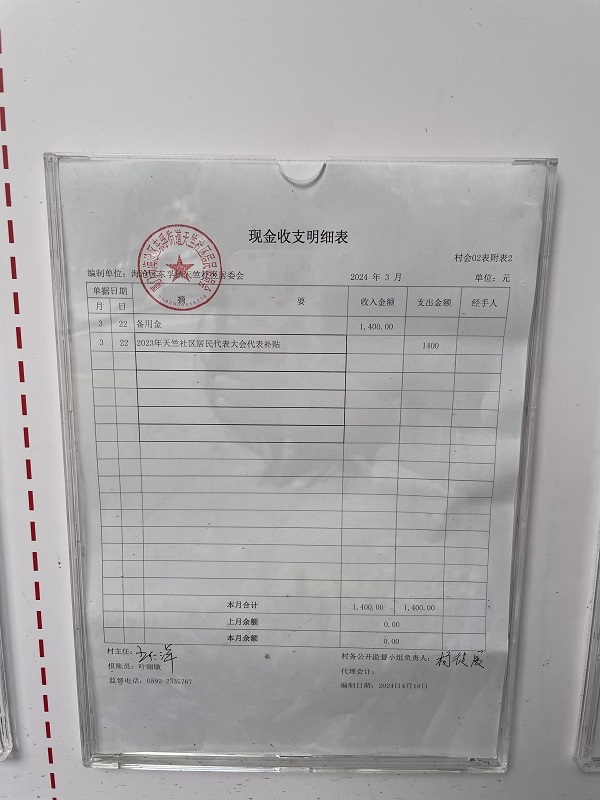 现金收支明细表
村会02表附表2
编制单位：海沧区东孚街道天竺社区居委会 2024 年 3 月 单位：元
单据日期 摘 要 收入金额 支出金额 经手人
月 日
3 22 备用金 1,400.00
3 22 2023年天竺社区居民代表大会代表补贴 1400
本月合计 1,400.00 1,400.00
上月余额 0.00
本月余额 0.00
村主任： 村务公开监督小组负责人：
报账员：叶丽敏 代理会计：
监督电话：0592-2335767 编制日期：2024年4月18日